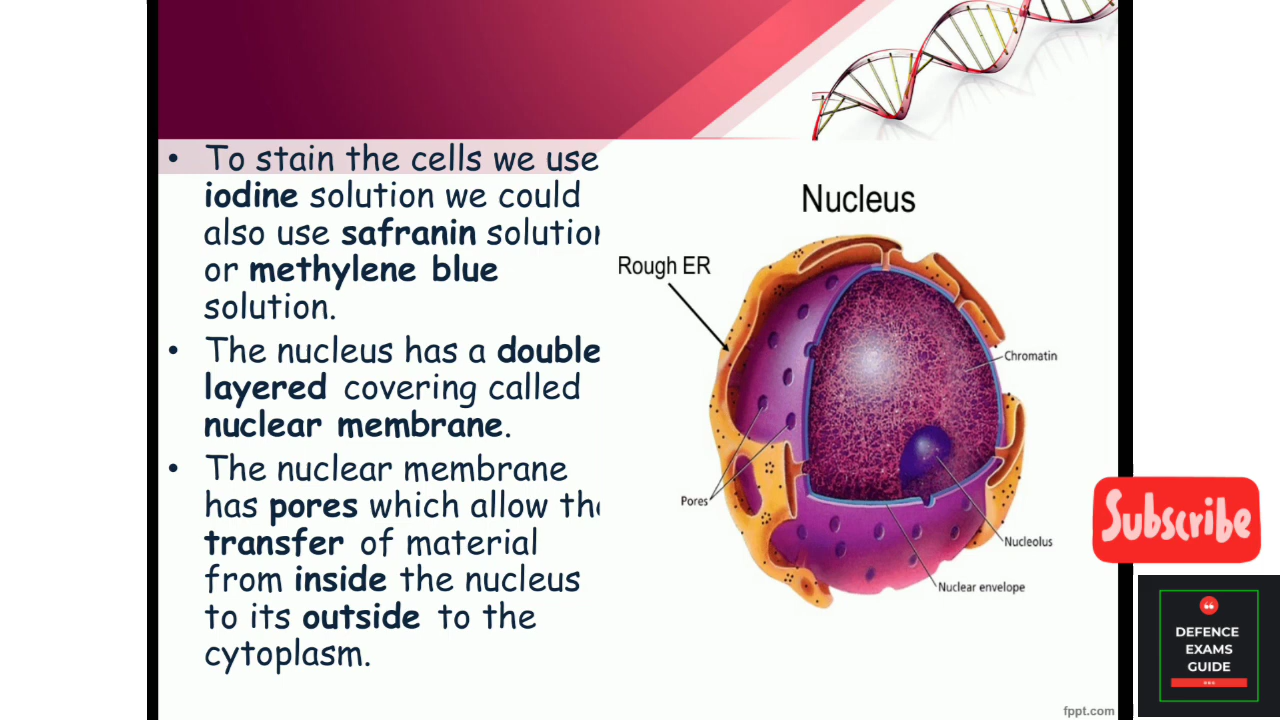 • To stain the cells we use
iodine solution we could
also use safranin solution
or methylene blue
solution.
• The nucleus has a double
layered covering called
nuclear membrane.
• The nuclear membrane
has pores which allow the
transfer of material
from inside the nucleus
to its outside to the
cytoplasm.
Nucleus
Rough ER
Chromatin
Pores
Nucleolus
Nuclear envelope
Subscribe
DEFENCE
EXAMS
GUIDE
fppt.com